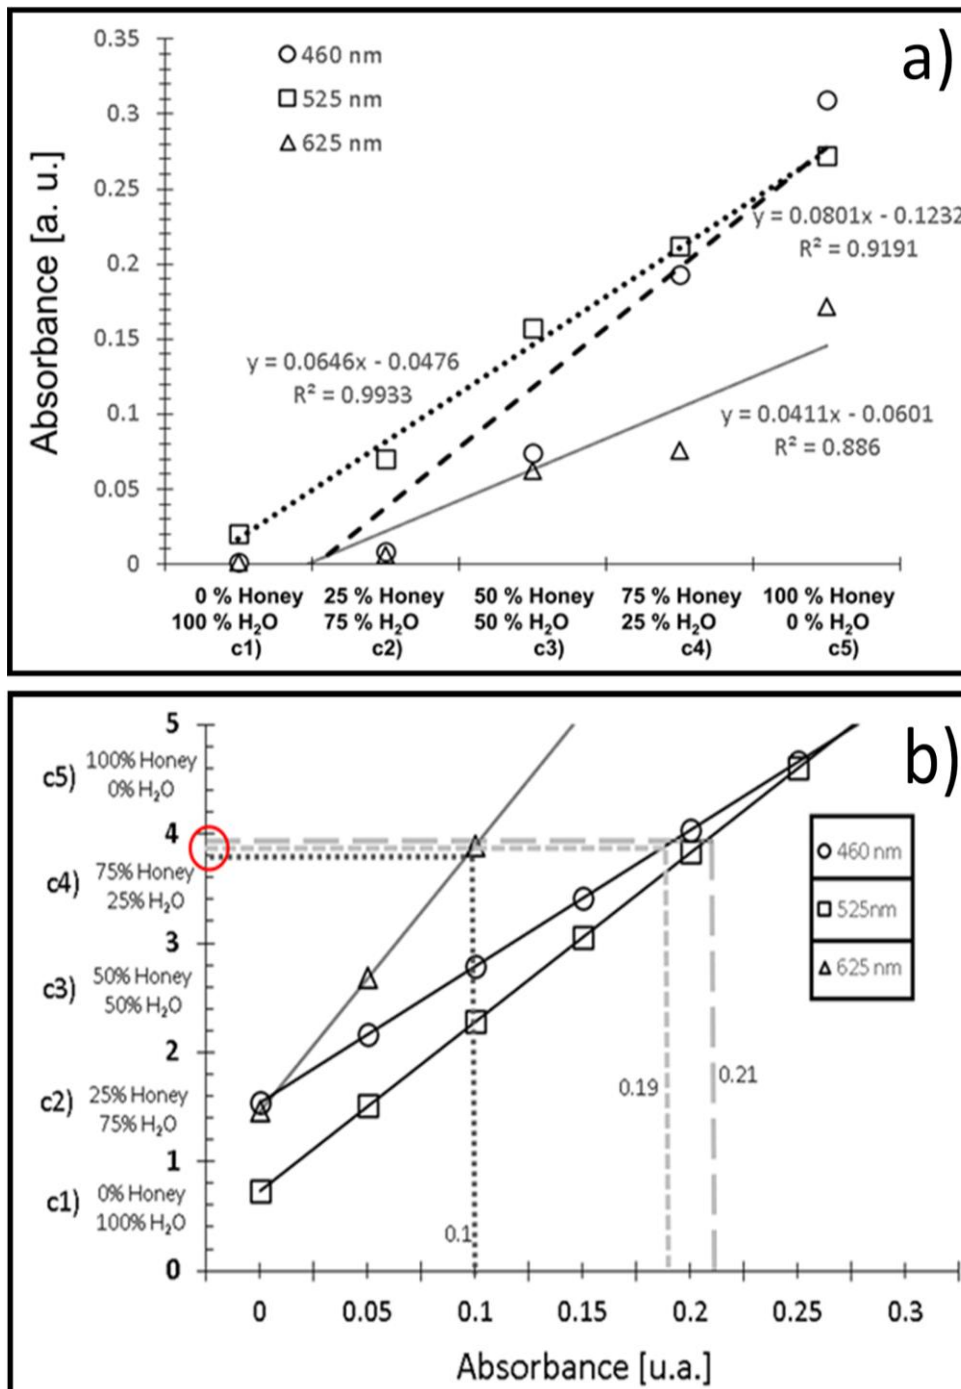 a)
0.35
0.3
0.25
0.2
0.15
0.1
0.05
0
Absorbance [a. u.]
460 nm
525 nm
625 nm
y = 0.0801x - 0.1232
R² = 0.9191
y = 0.0646x - 0.0476
R² = 0.9933
y = 0.0411x - 0.0601
R² = 0.886
0 % Honey
100 % H₂O
c1)
25 % Honey
75 % H₂O
c2)
50 % Honey
50 % H₂O
c3)
75 % Honey
25 % H₂O
c4)
100 % Honey
0 % H₂O
c5)
b)
5
4
3
2
1
0
c5) 100% Honey
0% H₂O
c4) 75% Honey
25% H₂O
c3) 50% Honey
50% H₂O
c2) 25% Honey
75% H₂O
c1) 0% Honey
100% H₂O
460 nm
525nm
625 nm
0.19
0.21
0.1
0 0.05 0.1 0.15 0.2 0.25 0.3
Absorbance [u.a.]